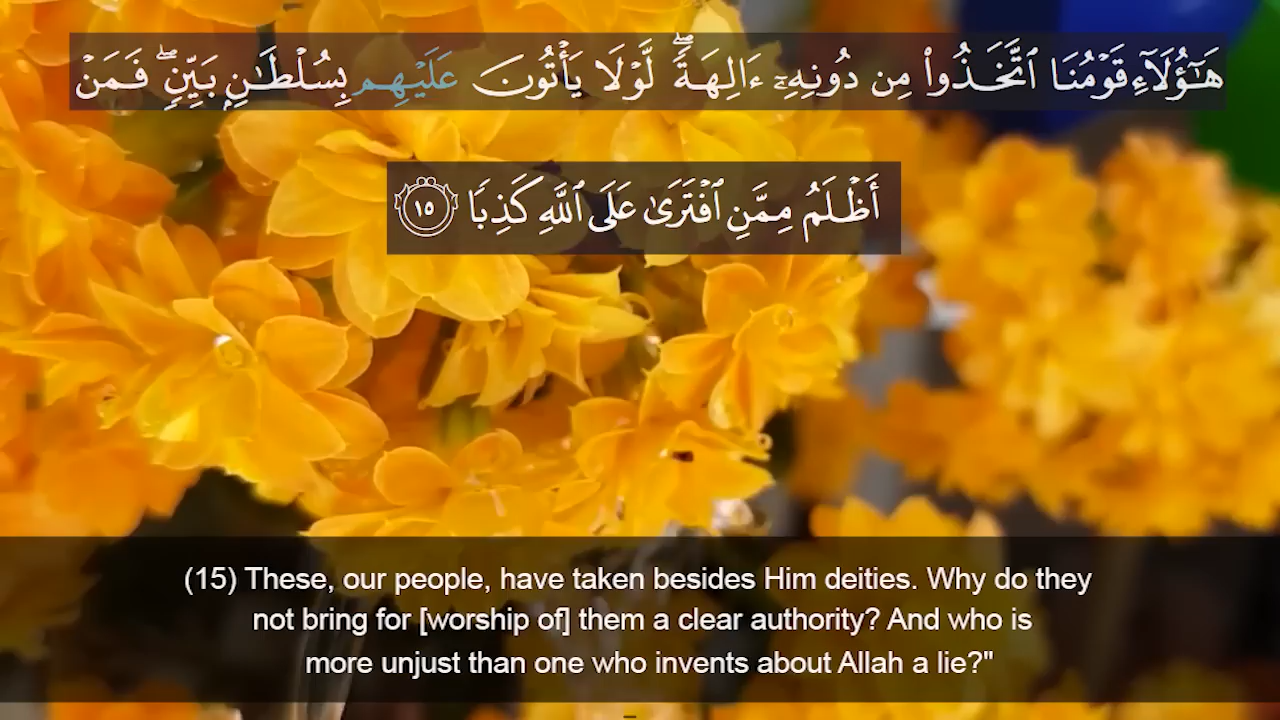 هَـٰٓؤُلَآءِ قَوْمُنَا ٱتَّخَذُوا۟ مِن دُونِهِۦٓ ءَالِهَةًۖ لَّوْلَا يَأْتُونَ عَلَيْهِم بِسُلْطَـٰنٍۭ بَيِّنٍۖ فَمَنْ
أَظْلَمُ مِمَّنِ ٱفْتَرَىٰ عَلَى ٱللَّهِ كَذِبًا ١٥
(15) These, our people, have taken besides Him deities. Why do they
not bring for [worship of] them a clear authority? And who is
more unjust than one who invents about Allah a lie?"